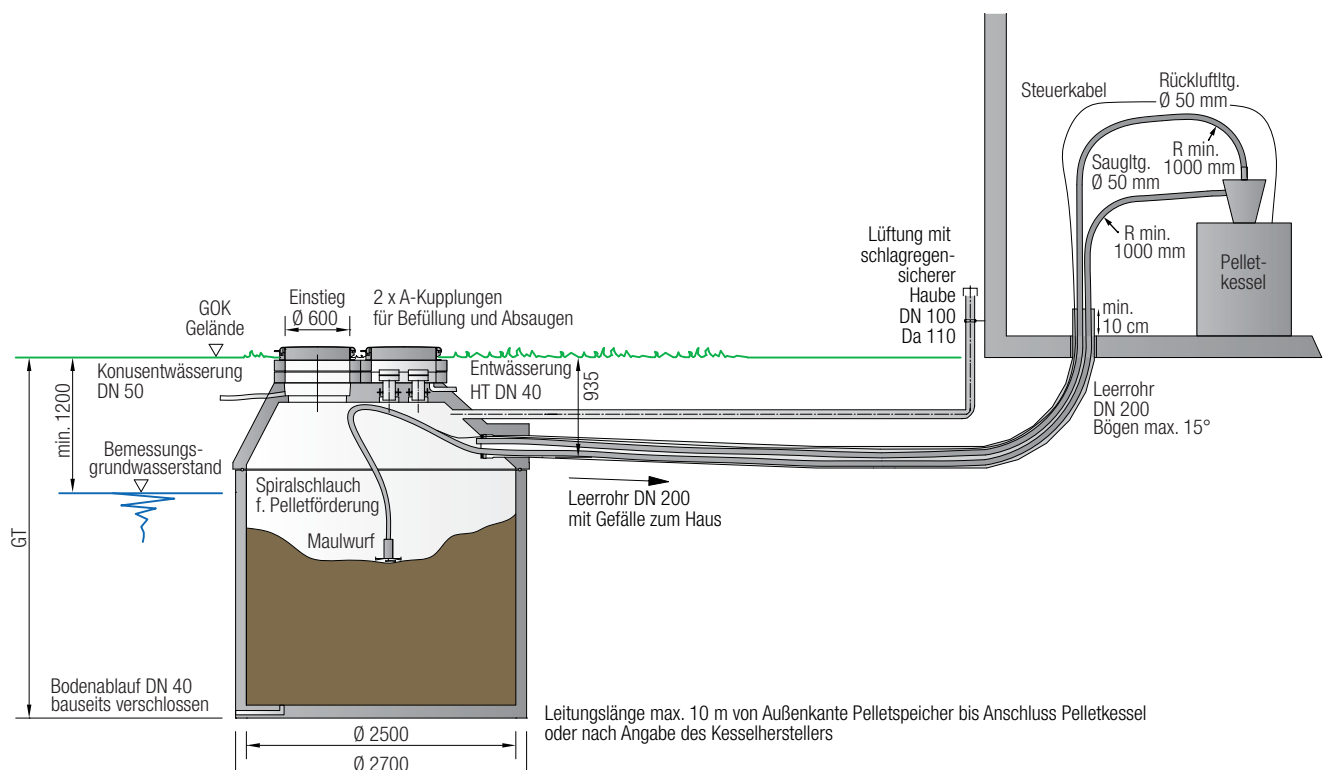 Steuerkabel
Rückluftltg.
Ø 50 mm
R min.
1000 mm
Saugltg.
Ø 50 mm
R min.
1000 mm
Pellet-
kessel
Lüftung mit
schlagregen-
sicherer
Haube
DN 100
Da 110
min.
10 cm
GOK
Gelände
Einstieg
Ø 600
2 x A-Kupplungen
für Befüllung und Absaugen
Konusentwässerung
DN 50
Entwässerung
HT DN 40
935
Leerrohr
DN 200
Bögen max. 15°
min. 1200
Bemessungs-
grundwasserstand
Spiralschlauch
f. Pelletförderung
Maulwurf
Leerrohr DN 200
mit Gefälle zum Haus
GT
Bodenablauf DN 40
bauseits verschlossen
Leitungslänge max. 10 m von Außenkante Pelletspeicher bis Anschluss Pelletkessel
oder nach Angabe des Kesselherstellers
Ø 2500
Ø 2700